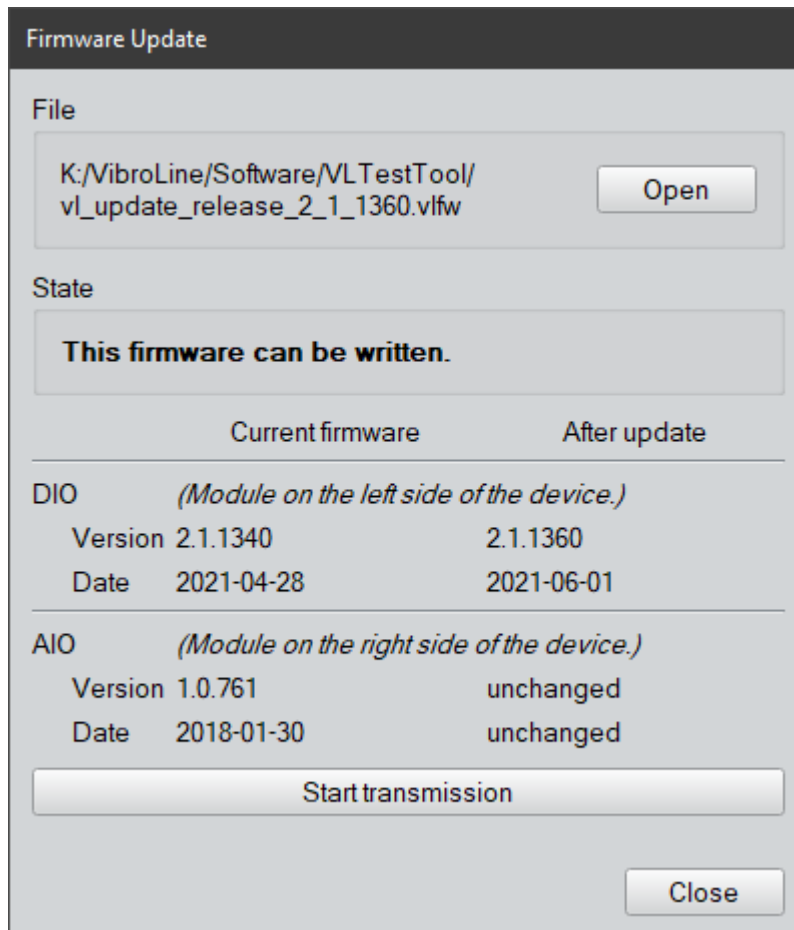 Firmware Update
File
K:/VibroLine/Software/VLTestTool/
vl_update_release_2_1_1360.vlfw
Open
State
This firmware can be written.
Current firmware After update
DIO (Module on the left side of the device.)
Version 2.1.1340 2.1.1360
Date 2021-04-28 2021-06-01
AIO (Module on the right side of the device.)
Version 1.0.761 unchanged
Date 2018-01-30 unchanged
Start transmission
Close